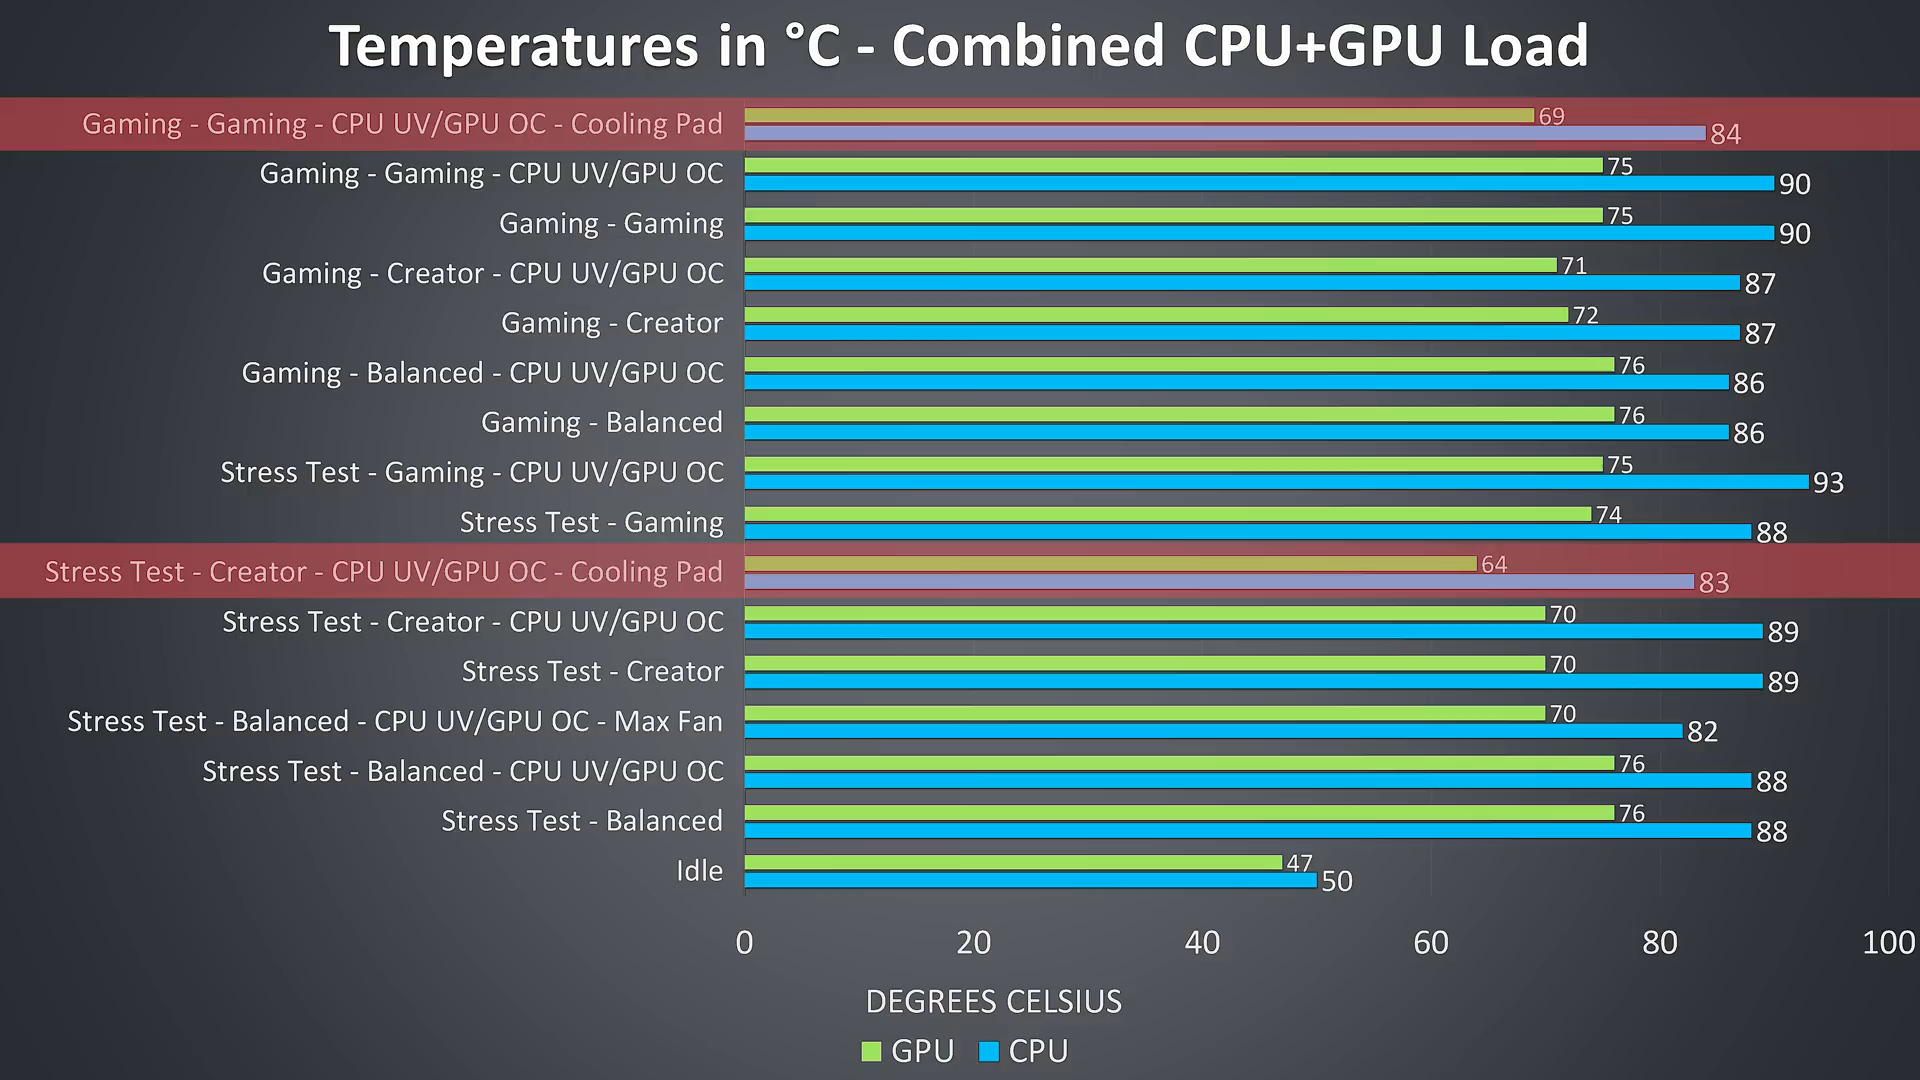 Temperatures in °C - Combined CPU+GPU Load
Gaming - Gaming - CPU UV/GPU OC - Cooling Pad
69
84
Gaming - Gaming - CPU UV/GPU OC
75
90
Gaming - Gaming
75
90
Gaming - Creator - CPU UV/GPU OC
71
87
Gaming - Creator
72
87
Gaming - Balanced - CPU UV/GPU OC
76
86
Gaming - Balanced
76
86
Stress Test - Gaming - CPU UV/GPU OC
75
93
Stress Test - Gaming
74
88
Stress Test - Creator - CPU UV/GPU OC - Cooling Pad
64
83
Stress Test - Creator - CPU UV/GPU OC
70
89
Stress Test - Creator
70
89
Stress Test - Balanced - CPU UV/GPU OC - Max Fan
70
82
Stress Test - Balanced - CPU UV/GPU OC
76
88
Stress Test - Balanced
76
88
Idle
47
50
0 20 40 60 80 100
DEGREES CELSIUS
GPU CPU